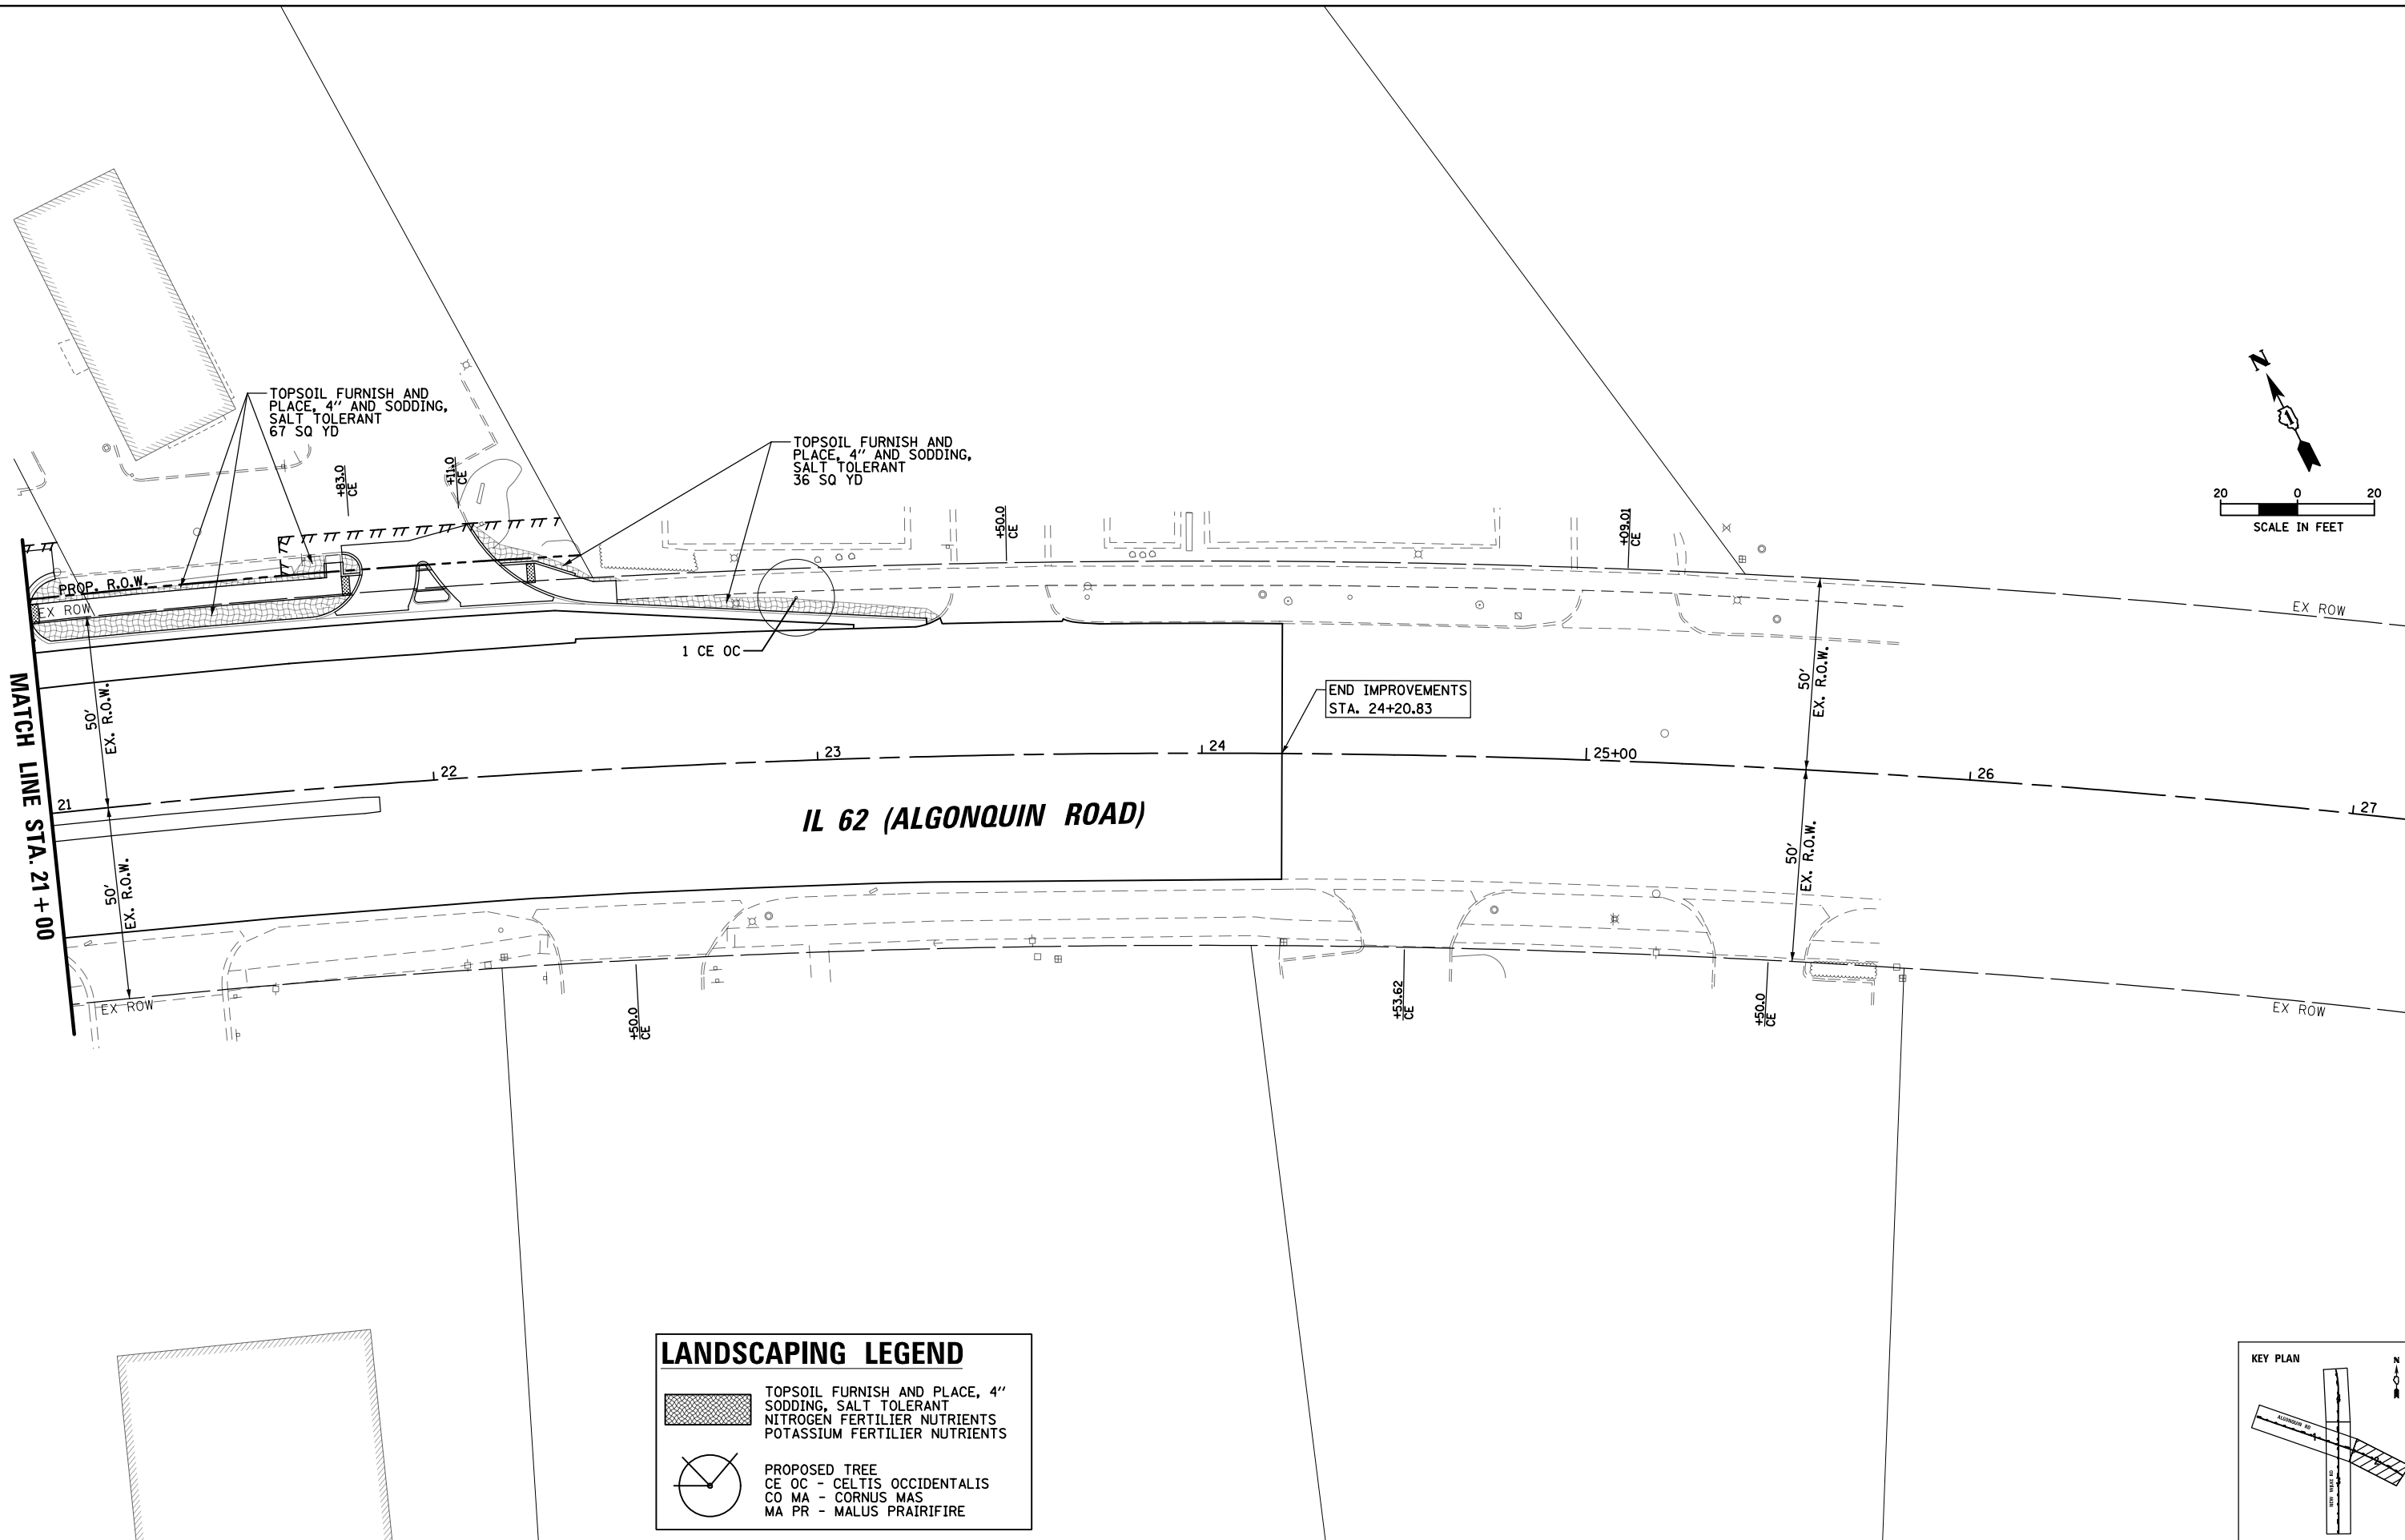 TOPSOIL FURNISH AND
PLACE, 4" AND SODDING,
SALT TOLERANT
67 SQ YD
TOPSOIL FURNISH AND
PLACE, 4" AND SODDING,
SALT TOLERANT
36 SQ YD
N
1
20 0 20
SCALE IN FEET
+83.0
CE
+11.0
CE
+50.0
CE
+09.01
CE
PROP. R.O.W.
EX ROW
EX ROW
1 CE OC
END IMPROVEMENTS
STA. 24+20.83
MATCH LINE STA. 21+00
50'
EX. R.O.W.
50'
EX. R.O.W.
50'
EX. R.O.W.
50'
EX. R.O.W.
21
22
23
24
25+00
26
27
IL 62 (ALGONQUIN ROAD)
EX ROW
EX ROW
+50.0
CE
+53.62
CE
+50.0
CE
LANDSCAPING LEGEND
TOPSOIL FURNISH AND PLACE, 4"
SODDING, SALT TOLERANT
NITROGEN FERTILIER NUTRIENTS
POTASSIUM FERTILIER NUTRIENTS
PROPOSED TREE
CE OC - CELTIS OCCIDENTALIS
CO MA - CORNUS MAS
MA PR - MALUS PRAIRIFIRE
KEY PLAN
N
ALGONQUIN RD